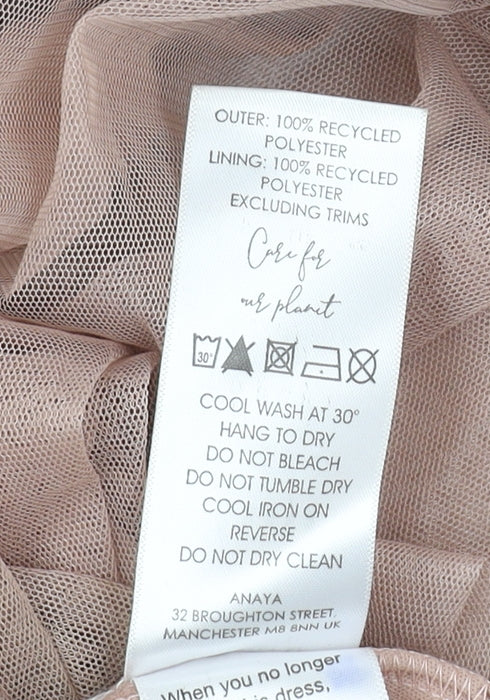 OUTER: 100% RECYCLED
POLYESTER
LINING: 100% RECYCLED
POLYESTER
EXCLUDING TRIMS
Care for
our planet
30°
COOL WASH AT 30°
HANG TO DRY
DO NOT BLEACH
DO NOT TUMBLE DRY
COOL IRON ON
REVERSE
DO NOT DRY CLEAN
ANAYA
32 BROUGHTON STREET.
MANCHESTER M8 8NN UK
When you no longer
dress,